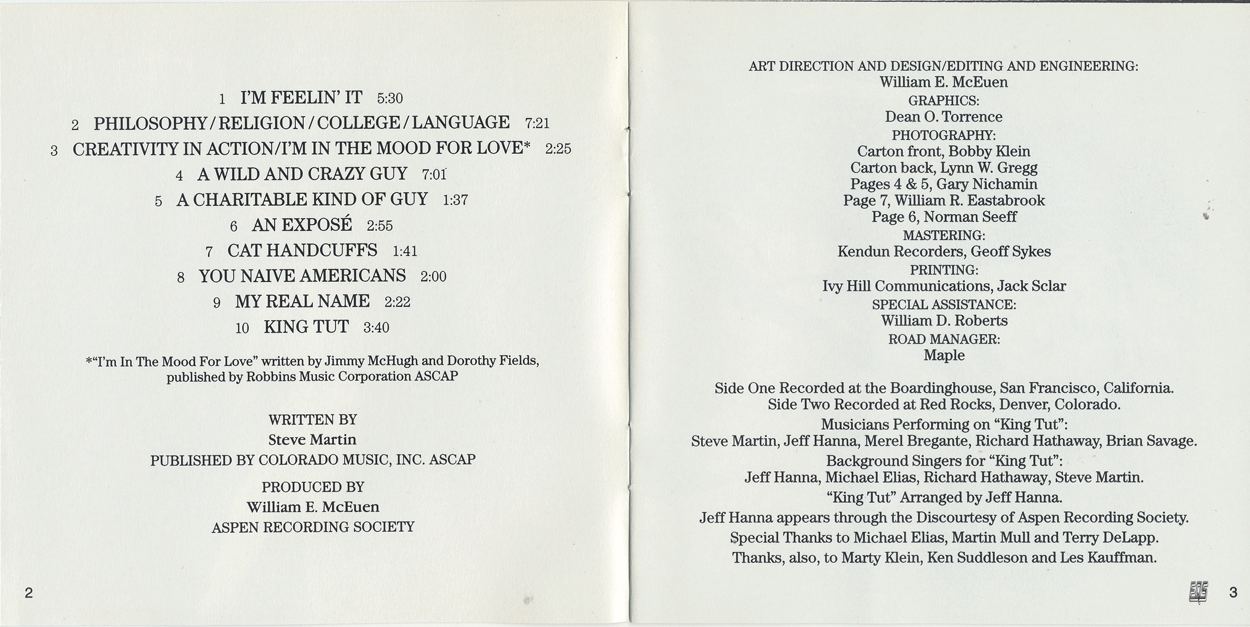 1 I'M FEELIN' IT 5:30
2 PHILOSOPHY/RELIGION/COLLEGE/LANGUAGE 7:21
3 CREATIVITY IN ACTION/I'M IN THE MOOD FOR LOVE* 2:25
4 A WILD AND CRAZY GUY 7:01
5 A CHARITABLE KIND OF GUY 1:37
6 AN EXPOSÉ 2:55
7 CAT HANDCUFFS 1:41
8 YOU NAIVE AMERICANS 2:00
9 MY REAL NAME 2:22
10 KING TUT 3:40
*"I'm In The Mood For Love" written by Jimmy McHugh and Dorothy Fields,
published by Robbins Music Corporation ASCAP
WRITTEN BY
Steve Martin
PUBLISHED BY COLORADO MUSIC, INC. ASCAP
PRODUCED BY
William E. McEuen
ASPEN RECORDING SOCIETY
2
ART DIRECTION AND DESIGN/EDITING AND ENGINEERING:
William E. McEuen
GRAPHICS:
Dean O. Torrence
PHOTOGRAPHY:
Carton front, Bobby Klein
Carton back, Lynn W. Gregg
Pages 4 & 5, Gary Nichamin
Page 7, William R. Eastabrook
Page 6, Norman Seeff
MASTERING:
Kendun Recorders, Geoff Sykes
PRINTING:
Ivy Hill Communications, Jack Sclar
SPECIAL ASSISTANCE:
William D. Roberts
ROAD MANAGER:
Maple
Side One Recorded at the Boardinghouse, San Francisco, California.
Side Two Recorded at Red Rocks, Denver, Colorado.
Musicians Performing on "King Tut":
Steve Martin, Jeff Hanna, Merel Bregante, Richard Hathaway, Brian Savage.
Background Singers for "King Tut":
Jeff Hanna, Michael Elias, Richard Hathaway, Steve Martin.
"King Tut" Arranged by Jeff Hanna.
Jeff Hanna appears through the Discourtesy of Aspen Recording Society.
Special Thanks to Michael Elias, Martin Mull and Terry DeLapp.
Thanks, also, to Marty Klein, Ken Suddleson and Les Kauffman.
3